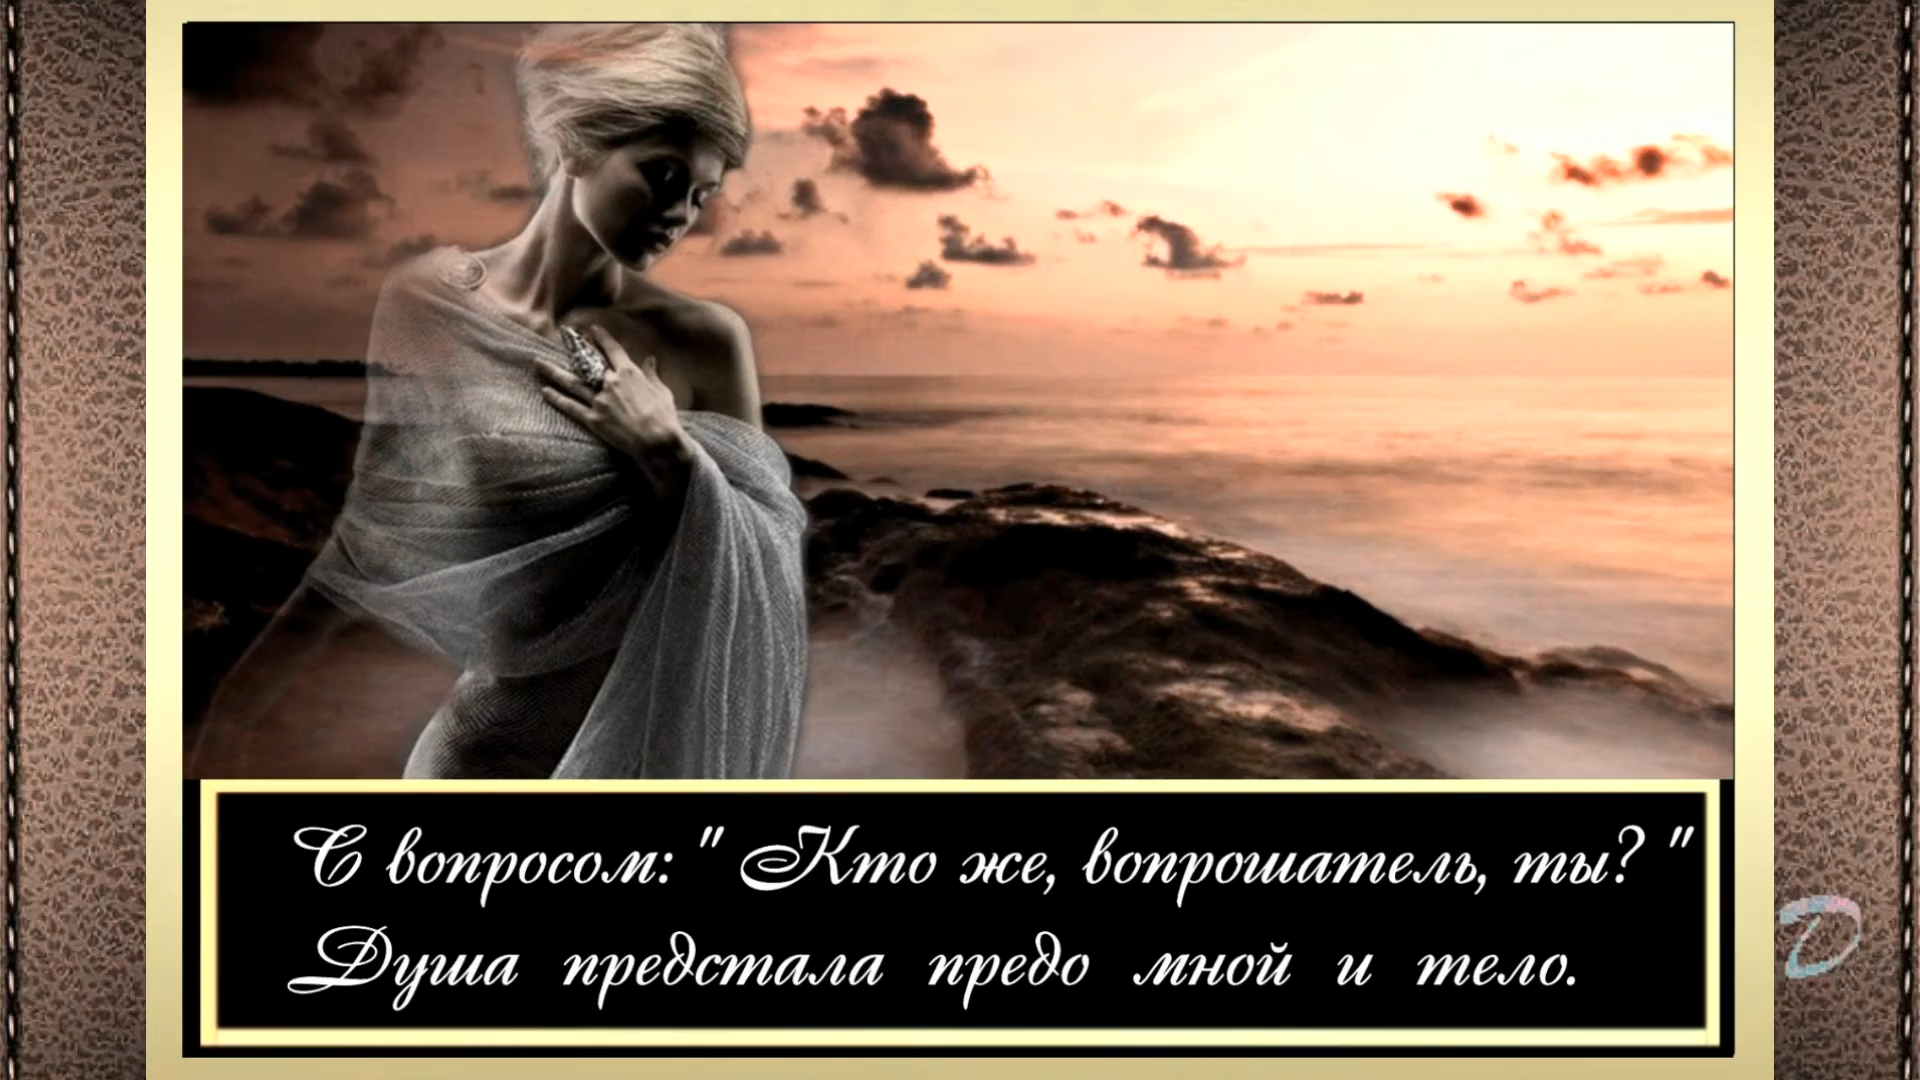 С вопросом: " Кто же, вопрошатель, ты? "
Душа предстала предо мной и тело.
D